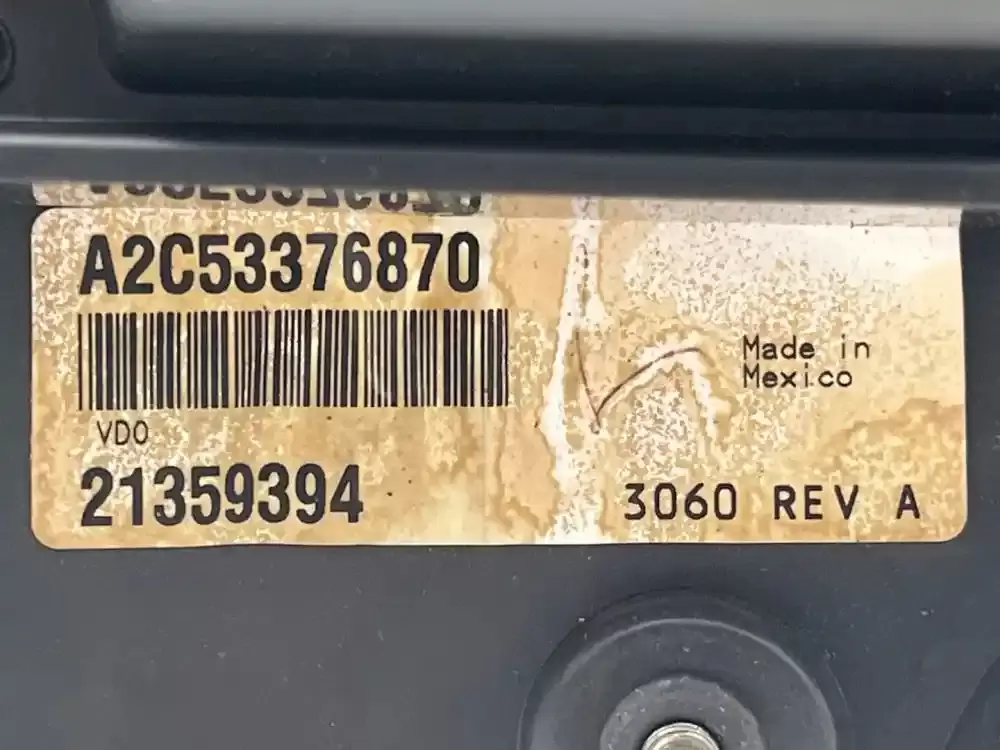 A2C53376870
Made in
Mexico
VDO
21359394
3060 REV A